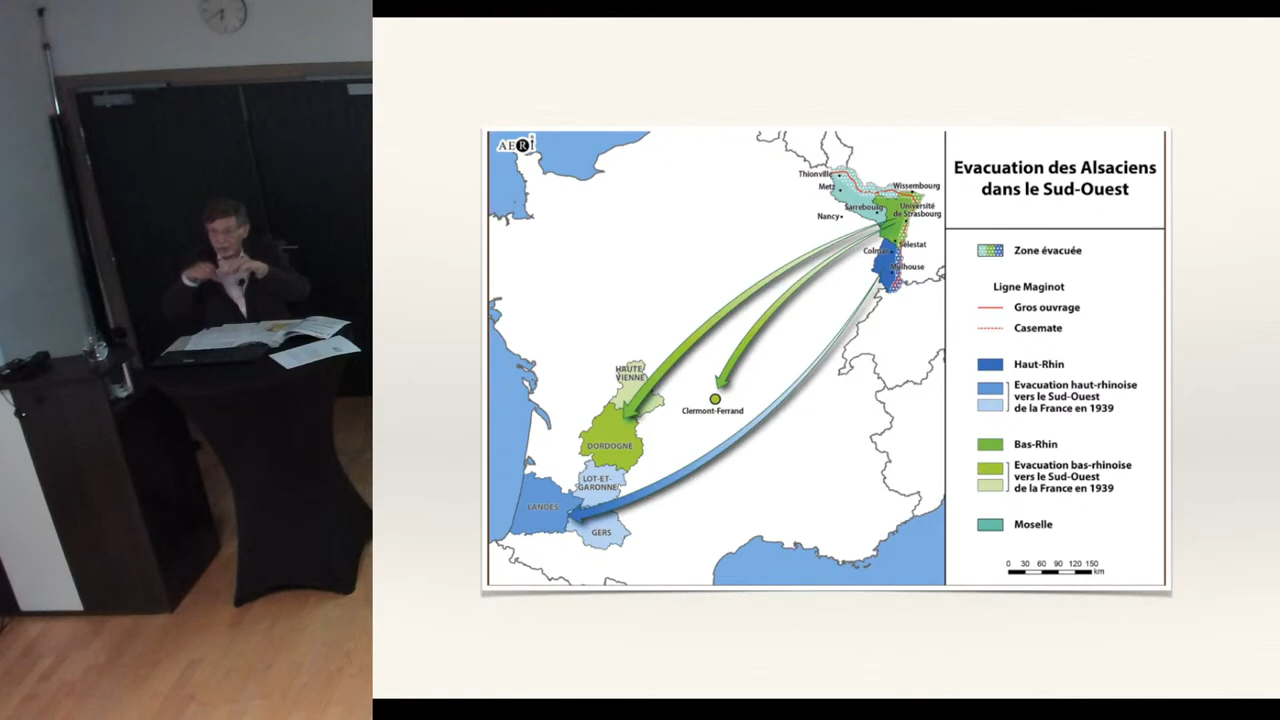 AERI
Evacuation des Alsaciens
dans le Sud-Ouest
Thionville
Metz
Wissembourg
Sarrebourg
Université
de Strasbourg
Nancy
Sélestat
Colmar
Mulhouse
HAUTE
VIENNE
Clermont-Ferrand
DORDOGNE
LOT-ET-
GARONNE
LANDES
GERS
Zone évacuée
Ligne Maginot
Gros ouvrage
Casemate
Haut-Rhin
Evacuation haut-rhinoise
vers le Sud-Ouest
de la France en 1939
Bas-Rhin
Evacuation bas-rhinoise
vers le Sud-Ouest
de la France en 1939
Moselle
0 30 60 90 120 150
km